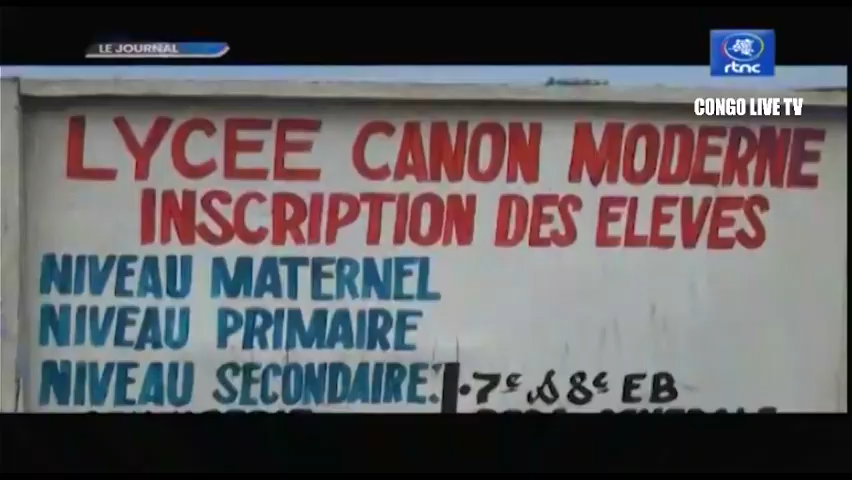 LE JOURNAL
rtnc
CONGO LIVE TV
LYCEE CANON MODERNE
INSCRIPTION DES ELEVES
NIVEAU MATERNEL
NIVEAU PRIMAIRE
NIVEAU SECONDAIRE: .7e & 8e EB